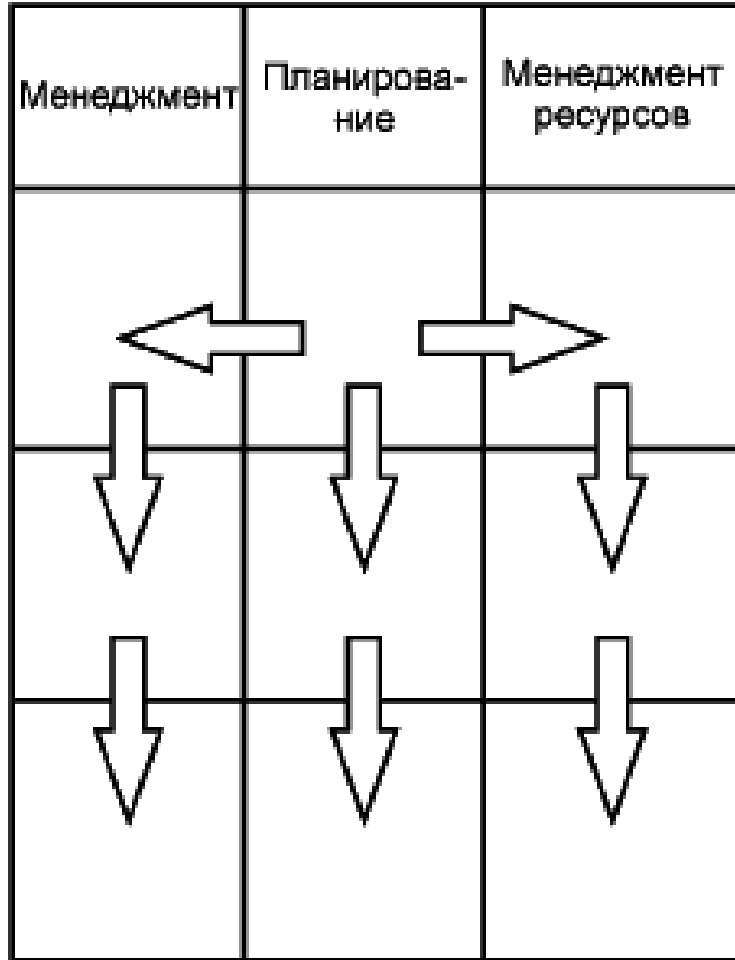 Менеджмент
Планирова-
ние
Менеджмент
ресурсов